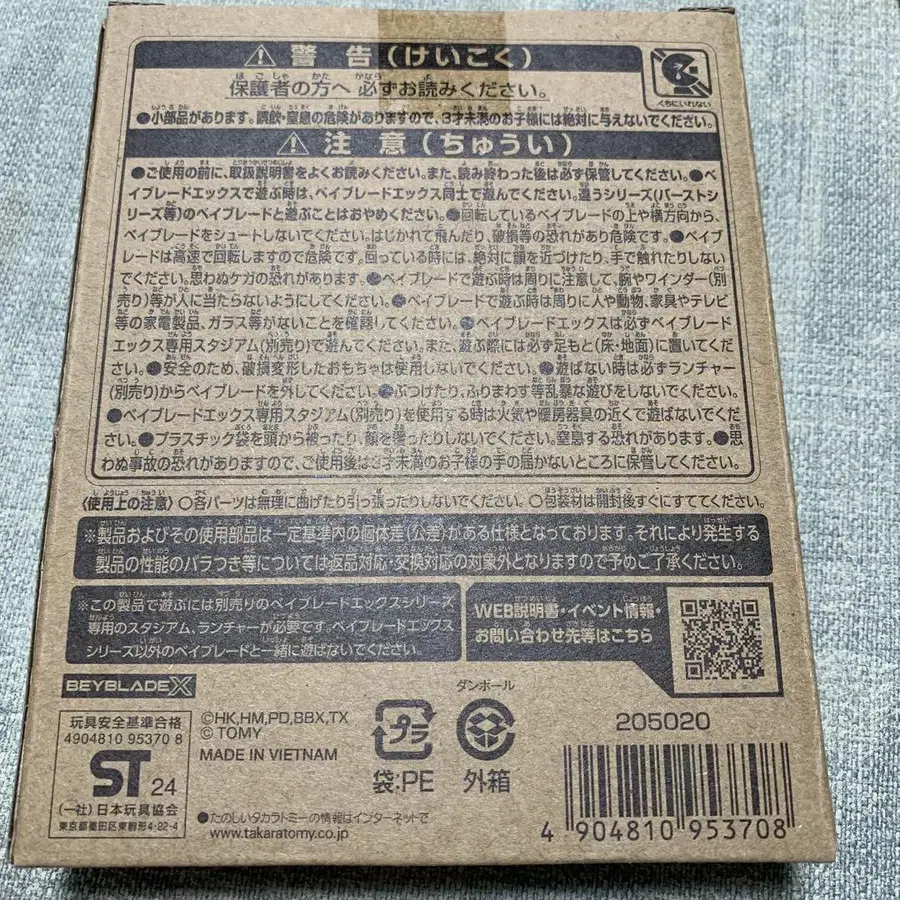 ⚠ 警告(けいこく)
保護者の方へ 必ずお読みください。
くちにいれない
●小部品があります。誤飲・窒息の危険がありますので、3才未満のお子様には絶対に与えないでください。
⚠ 注意(ちゅうい)
●ご使用の前に、取扱説明書をよくお読みください。また、読み終わった後は必ず保管してください。●ベ
イブレードエックスで遊ぶ時は、ベイブレードエックス同士で遊んでください。違うシリーズ(バーストシ
リーズ等)のベイブレードと遊ぶことはおやめください。●回転しているベイブレードの上や横方向から、
ベイブレードをシュートしないでください。はじかれて飛んだり、破損等の恐れがあり危険です。●ベイブ
レードは高速で回転しますので危険です。回っている時には、絶対に顔を近づけたり、手で触れたりしない
でください。思わぬケガの恐れがあります。●ベイブレードで遊ぶ時は周りに注意して、腕やワインダー(別
売り)等が人に当たらないようにしてください。●ベイブレードで遊ぶ時は周りに人や動物、家具やテレビ
等の家電製品、ガラス等がないことを確認してください。●ベイブレードエックスは必ずベイブレード
エックス専用スタジアム(別売り)で遊んでください。また、遊ぶ際には必ず足もと(床・地面)に置いてくだ
さい。●安全のため、破損変形したおもちゃは使用しないでください。●遊ばない時は必ずランチャー
(別売り)からベイブレードを外してください。●ぶつけたり、ふりまわす等乱暴な遊びをしないでください。
●ベイブレードエックス専用スタジアム(別売り)を使用する時は火気や暖房器具の近くで遊ばないでくだ
さい。●プラスチック袋を頭から被ったり、顔を覆ったりしないでください。窒息する恐れがあります。●思
わぬ事故の恐れがありますので、ご使用後は3才未満のお子様の手の届かないところに保管してください。
〈使用上の注意〉○各パーツは無理に曲げたり引っ張ったりしないでください。○包装材は開封後すぐにすててください。
※製品およびその使用部品は一定基準内の個体差(公差)がある仕様となっております。それにより発生する
製品の性能のバラつき等については返品対応・交換対応の対象外となりますので予めご了承ください。
※この製品で遊ぶには別売りのベイブレードエックスシリーズ
専用のスタジアム、ランチャーが必要です。ベイブレードエックス
シリーズ以外のベイブレードと一緒に遊ばないでください。
WEB説明書・イベント情報・
お問い合わせ先等はこちら
BEYBLADE X
玩具安全基準合格
4904810 95370 8
ST 24
(一社)日本玩具協会
東京都墨田区東駒形4-22-4
©HK,HM,PD,BBX,TX
© TOMY
MADE IN VIETNAM
●たのしいタカラトミーの情報はインターネットで
www.takaratomy.co.jp
プラ
袋:PE
ダンボール
外箱
205020
4 904810 953708